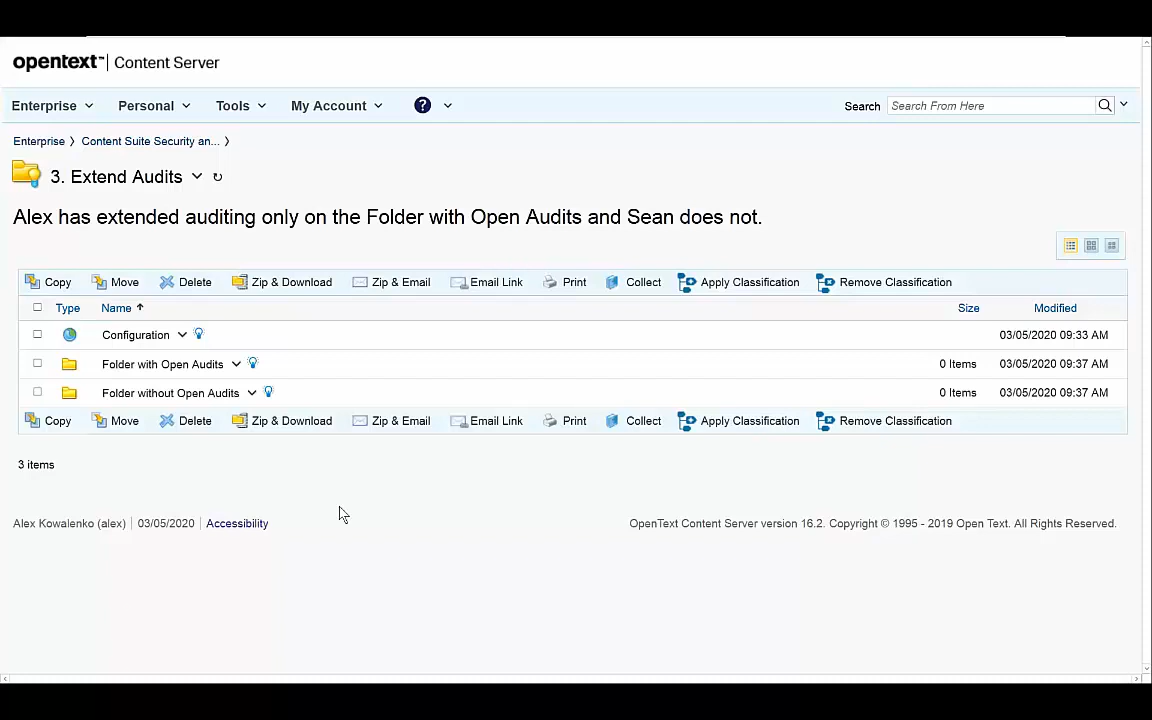 opentext™ | Content Server
Enterprise Personal Tools My Account ? Search Search From Here
Enterprise ❭ Content Suite Security an... ❭
3. Extend Audits
Alex has extended auditing only on the Folder with Open Audits and Sean does not.
Copy Move Delete Zip & Download Zip & Email Email Link Print Collect Apply Classification Remove Classification
Type Name Size Modified
Configuration 03/05/2020 09:33 AM
Folder with Open Audits 0 Items 03/05/2020 09:37 AM
Folder without Open Audits 0 Items 03/05/2020 09:37 AM
Copy Move Delete Zip & Download Zip & Email Email Link Print Collect Apply Classification Remove Classification
3 items
Alex Kowalenko (alex) | 03/05/2020 | Accessibility OpenText Content Server version 16.2. Copyright © 1995 - 2019 Open Text. All Rights Reserved.